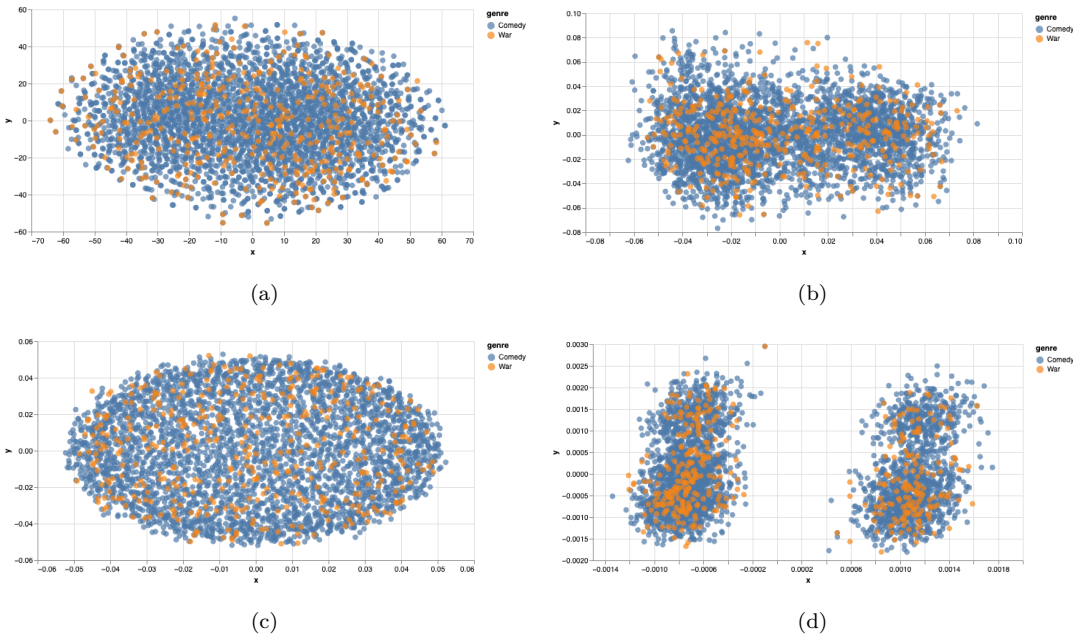 genre
Comedy
War
60
40
20
0
−20
−40
−60
y
−70 −60 −50 −40 −30 −20 −10 0 10 20 30 40 50 60 70
x
(a)
genre
Comedy
War
0.10
0.08
0.06
0.04
0.02
0.00
−0.02
−0.04
−0.06
−0.08
y
−0.08 −0.06 −0.04 −0.02 0.00 0.02 0.04 0.06 0.08 0.10
x
(b)
genre
Comedy
War
0.06
0.04
0.02
0.00
−0.02
−0.04
−0.06
y
−0.06 −0.05 −0.04 −0.03 −0.02 −0.01 0.00 0.01 0.02 0.03 0.04 0.05 0.06
x
(c)
genre
Comedy
War
0.0030
0.0025
0.0020
0.0015
0.0010
0.0005
0.0000
−0.0005
−0.0010
−0.0015
−0.0020
y
−0.0014 −0.0010 −0.0006 −0.0002 0.0002 0.0006 0.0010 0.0014 0.0018
x
(d)